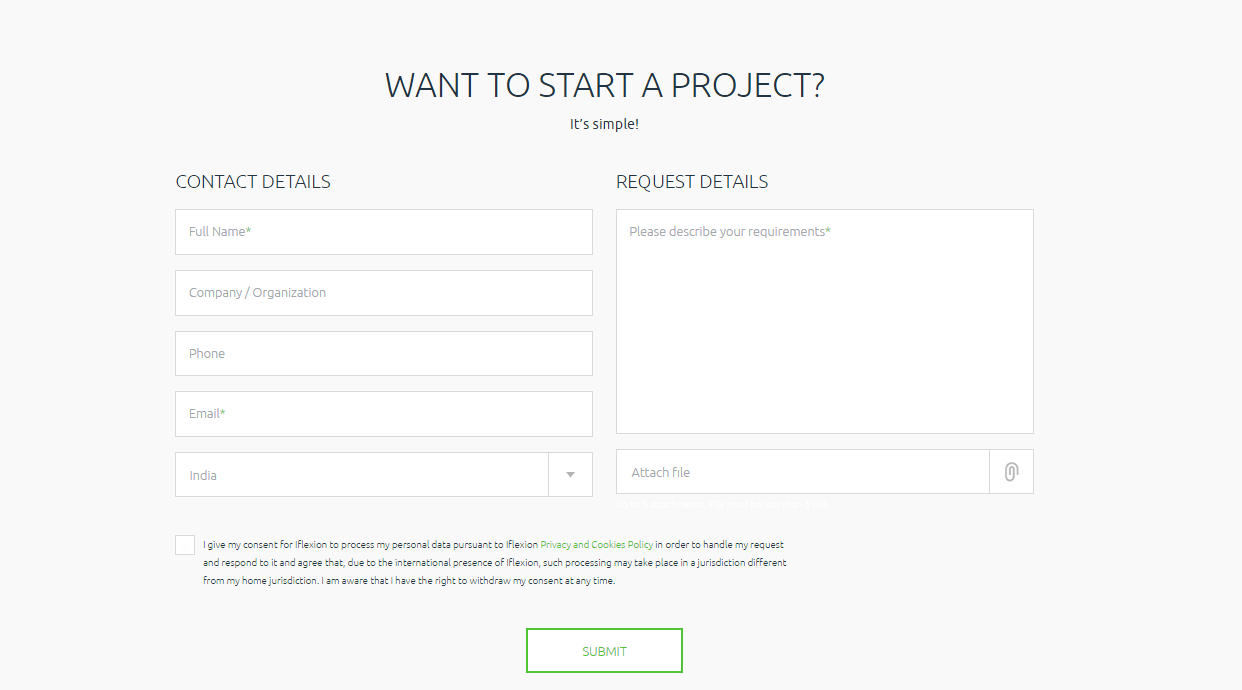 WANT TO START A PROJECT?
It's simple!
CONTACT DETAILS
Full Name*
Company / Organization
Phone
Email*
India
REQUEST DETAILS
Please describe your requirements*
Attach file
I give my consent for Iflexion to process my personal data pursuant to Iflexion Privacy and Cookies Policy in order to handle my request
and respond to it and agree that, due to the international presence of Iflexion, such processing may take place in a jurisdiction different
from my home jurisdiction. I am aware that I have the right to withdraw my consent at any time.
SUBMIT